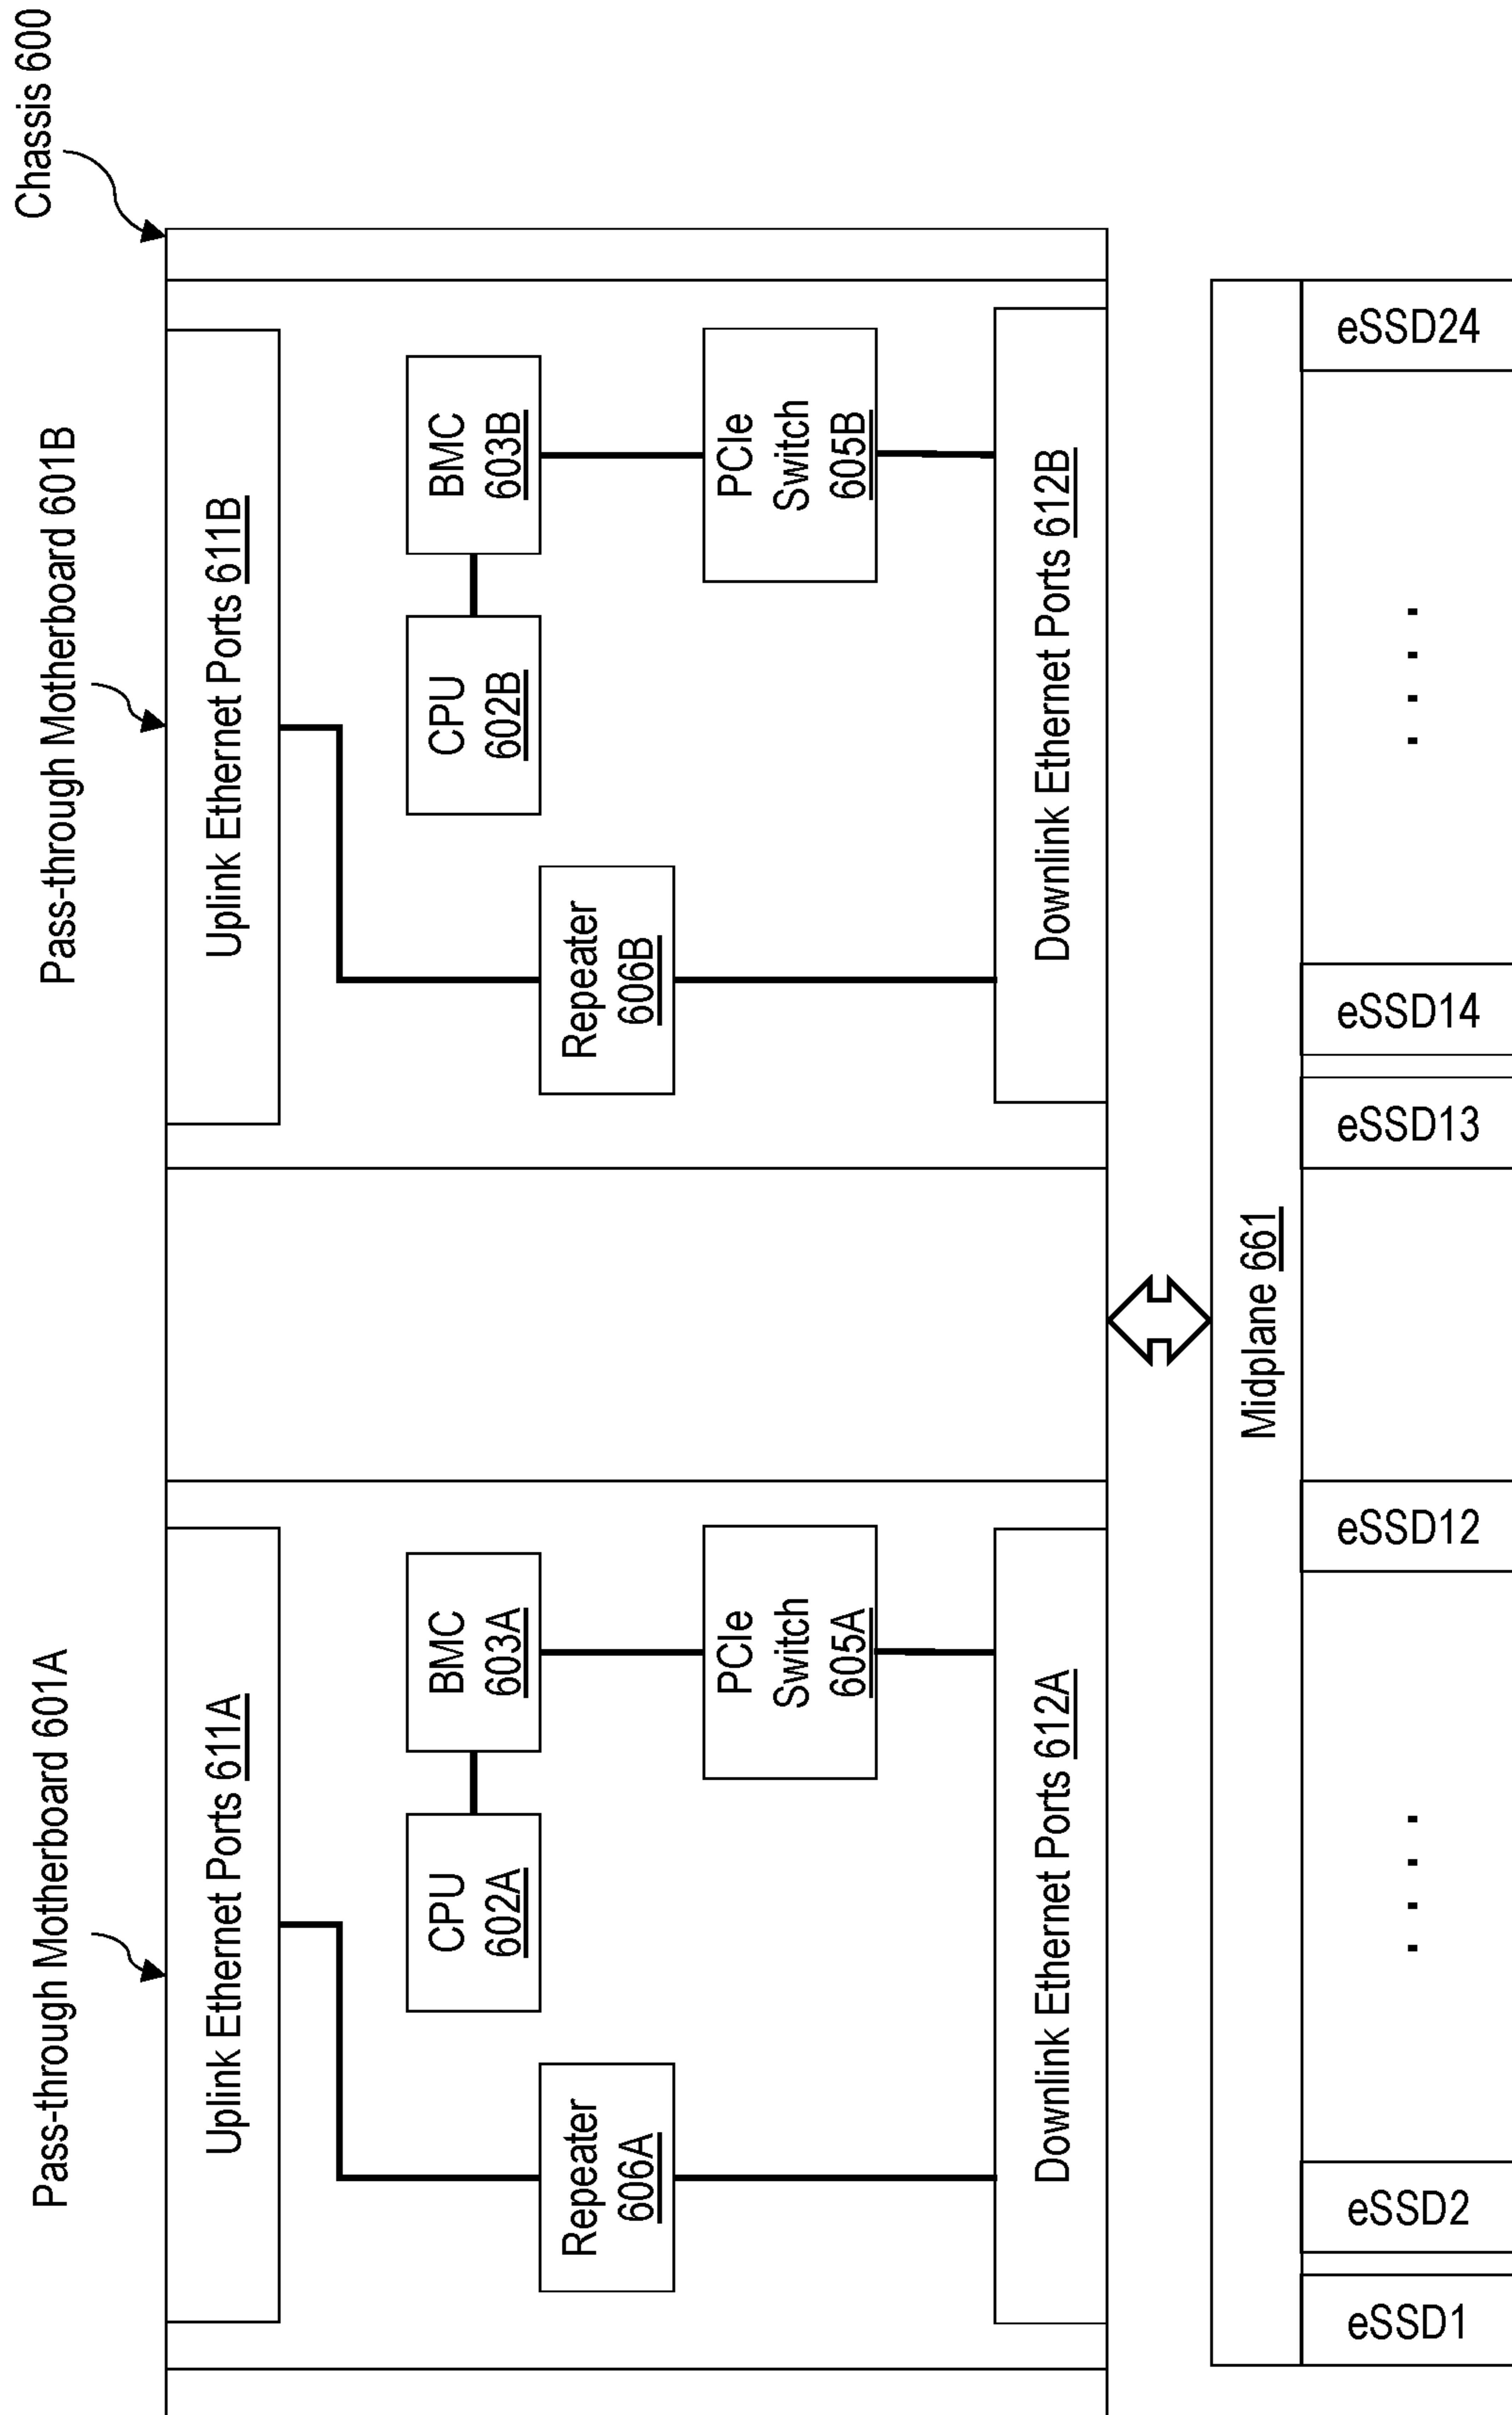 Chassis 600
Pass-through Motherboard 601A
Pass-through Motherboard 601B
Uplink Ethernet Ports 611A
CPU
602A
BMC
603A
Repeater
606A
PCIe
Switch
605A
Downlink Ethernet Ports 612A
Uplink Ethernet Ports 611B
CPU
602B
BMC
603B
Repeater
606B
PCIe
Switch
605B
Downlink Ethernet Ports 612B
Midplane 661
eSSD1
eSSD2
. . . .
eSSD12
eSSD13
eSSD14
. . . .
eSSD24